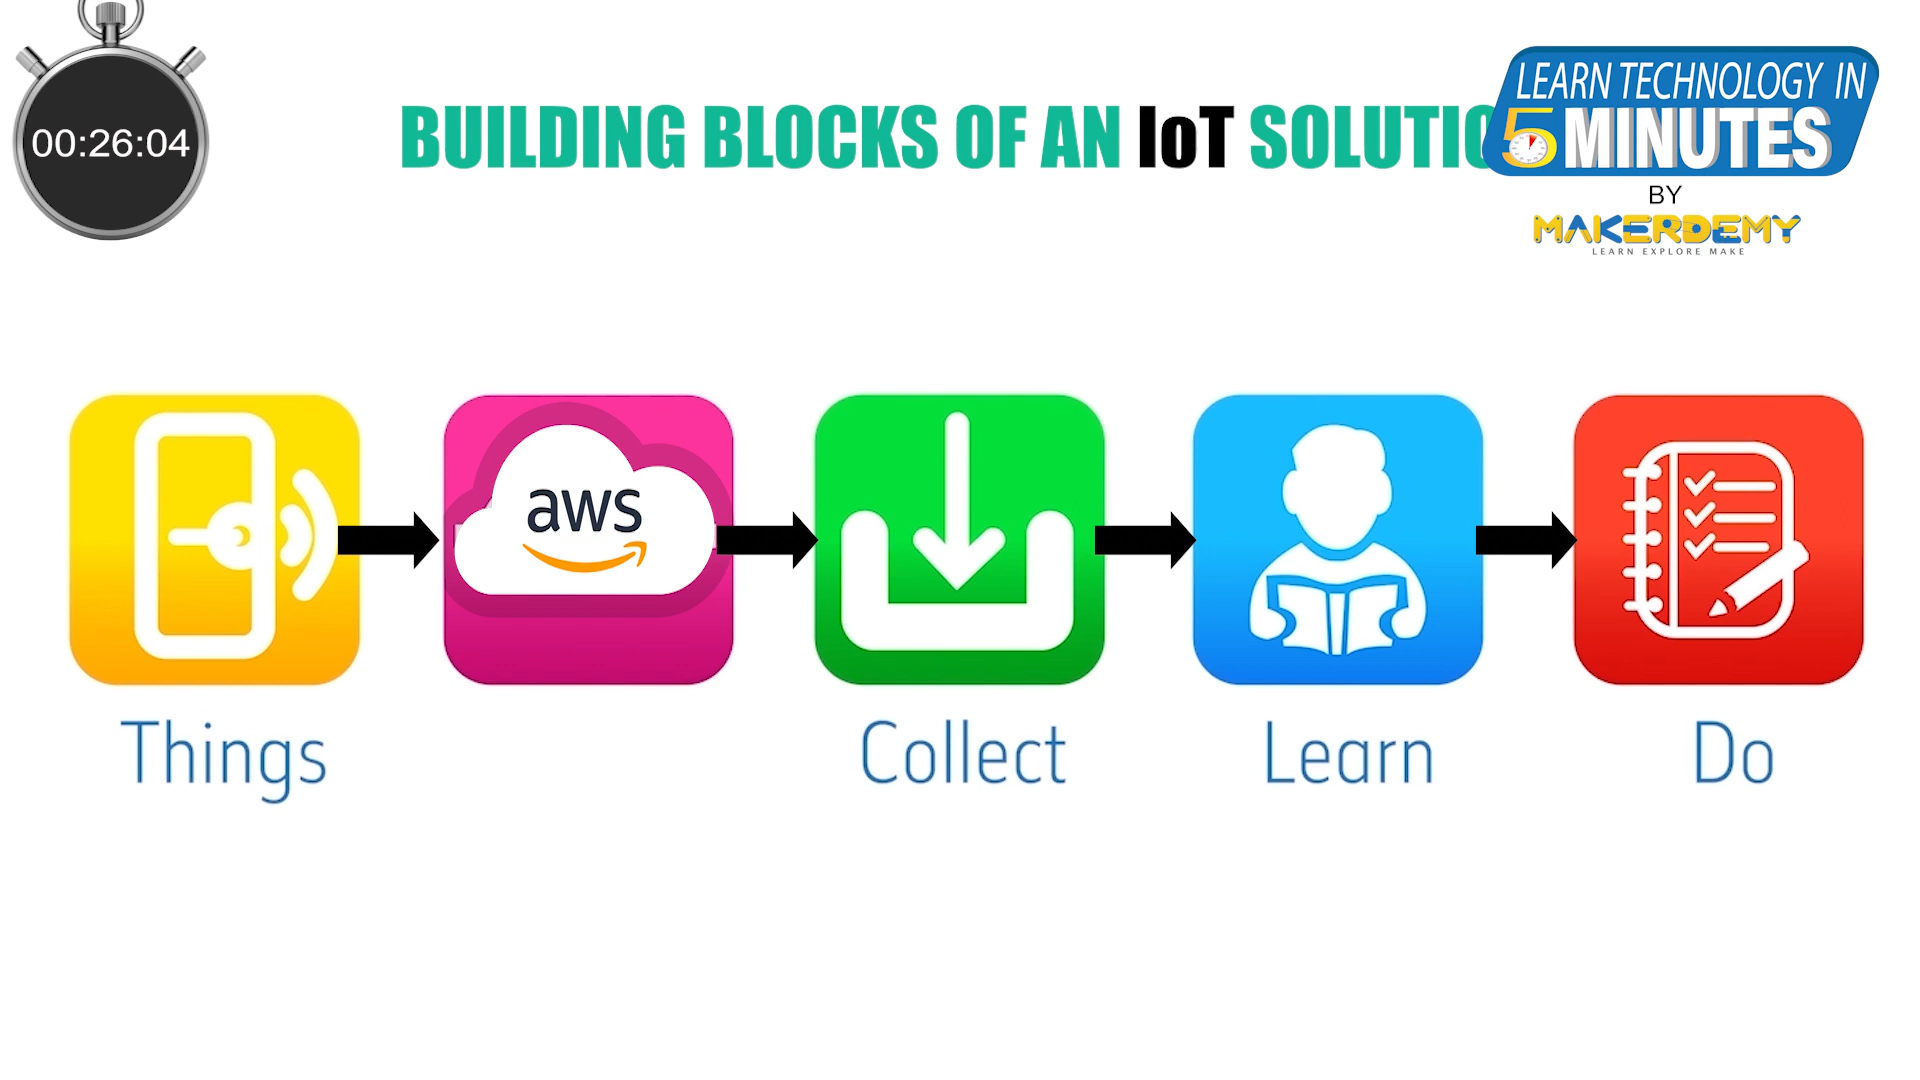 00:26:04
BUILDING BLOCKS OF AN IoT SOLUTIO
LEARN TECHNOLOGY IN
5 MINUTES
BY
MAKERDEMY
LEARN EXPLORE MAKE
aws
Things
Collect
Learn
Do